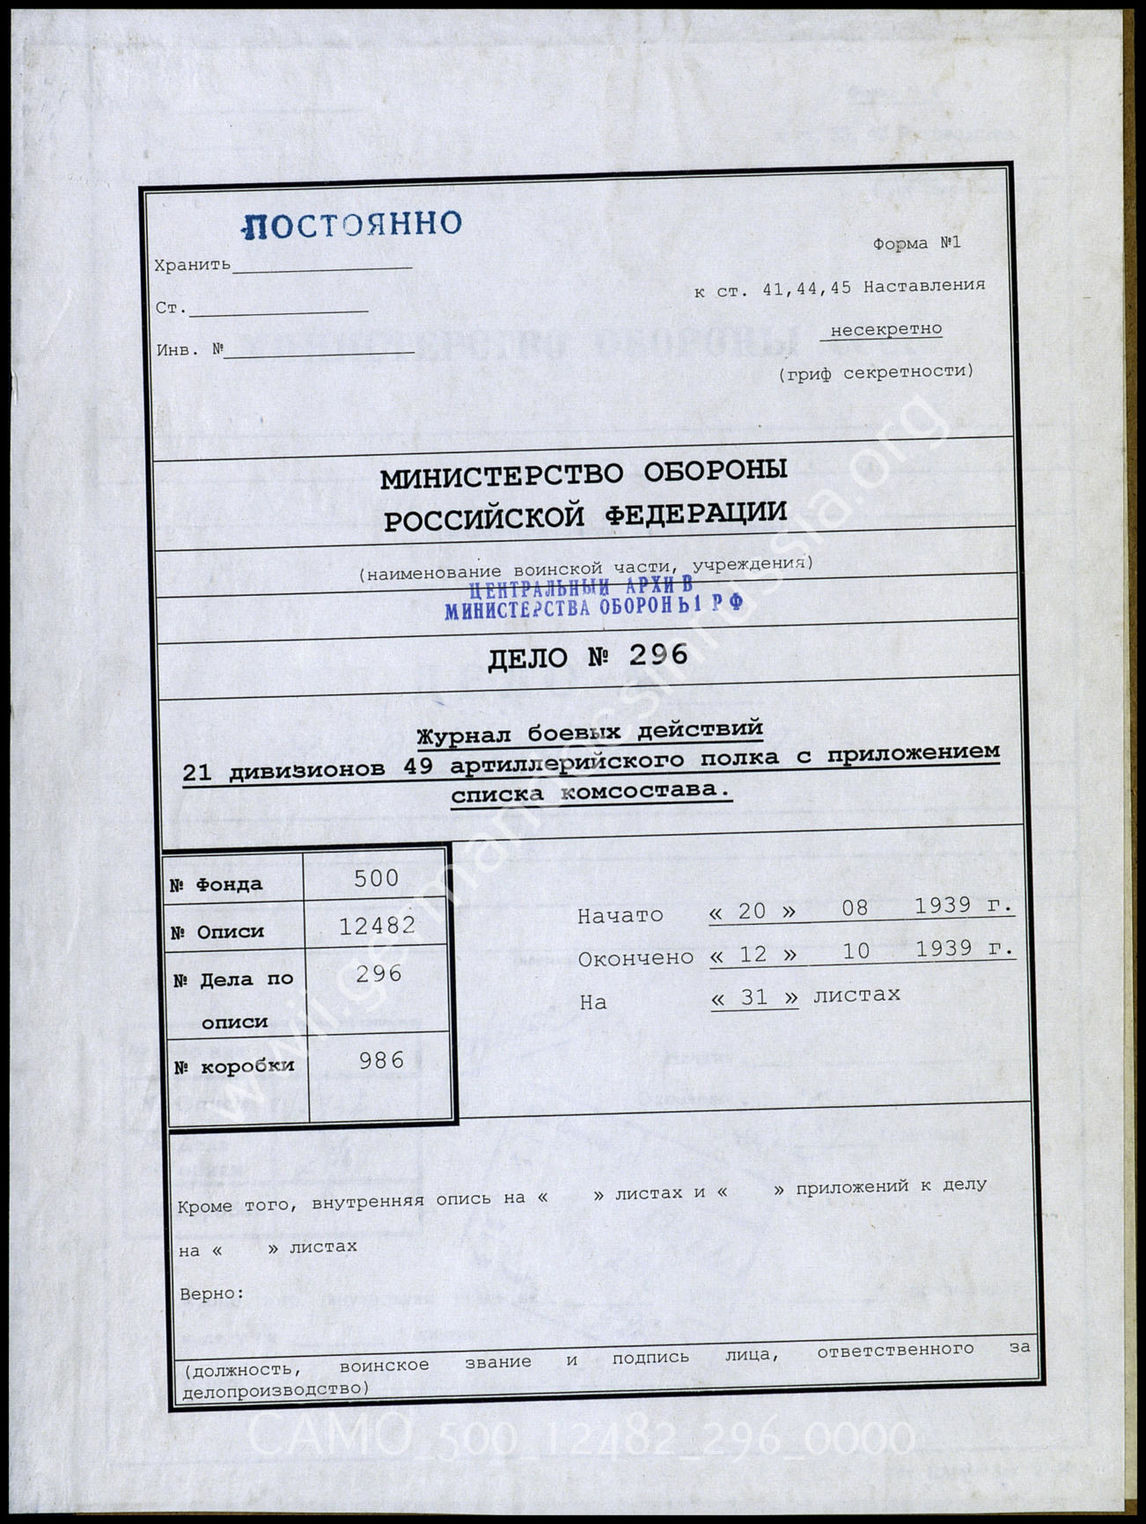 ПОСТОЯННО
Хранить
Форма №1
Ст.
к ст. 41,44,45 Наставления
Инв. №
несекретно
(гриф секретности)
МИНИСТЕРСТВО ОБОРОНЫ
РОССИЙСКОЙ ФЕДЕРАЦИИ
(наименование воинской части, учреждения)
ЦЕНТРАЛЬНЫЙ АРХИВ
МИНИСТЕРСТВА ОБОРОНЫ РФ
ДЕЛО № 296
Журнал боевых действий
21 дивизионов 49 артиллерийского полка с приложением
списка комсостава.
№ Фонда 500
№ Описи 12482
№ Дела по 296
описи
№ коробки 986
Начато « 20 » 08 1939 г.
Окончено « 12 » 10 1939 г.
На « 31 » листах
Кроме того, внутренняя опись на « » листах и « » приложений к делу
на « » листах
Верно:
(должность, воинское звание и подпись лица, ответственного за
делопроизводство)
www.germandocsinrussia.org
CAMO_500_12482_296_0000